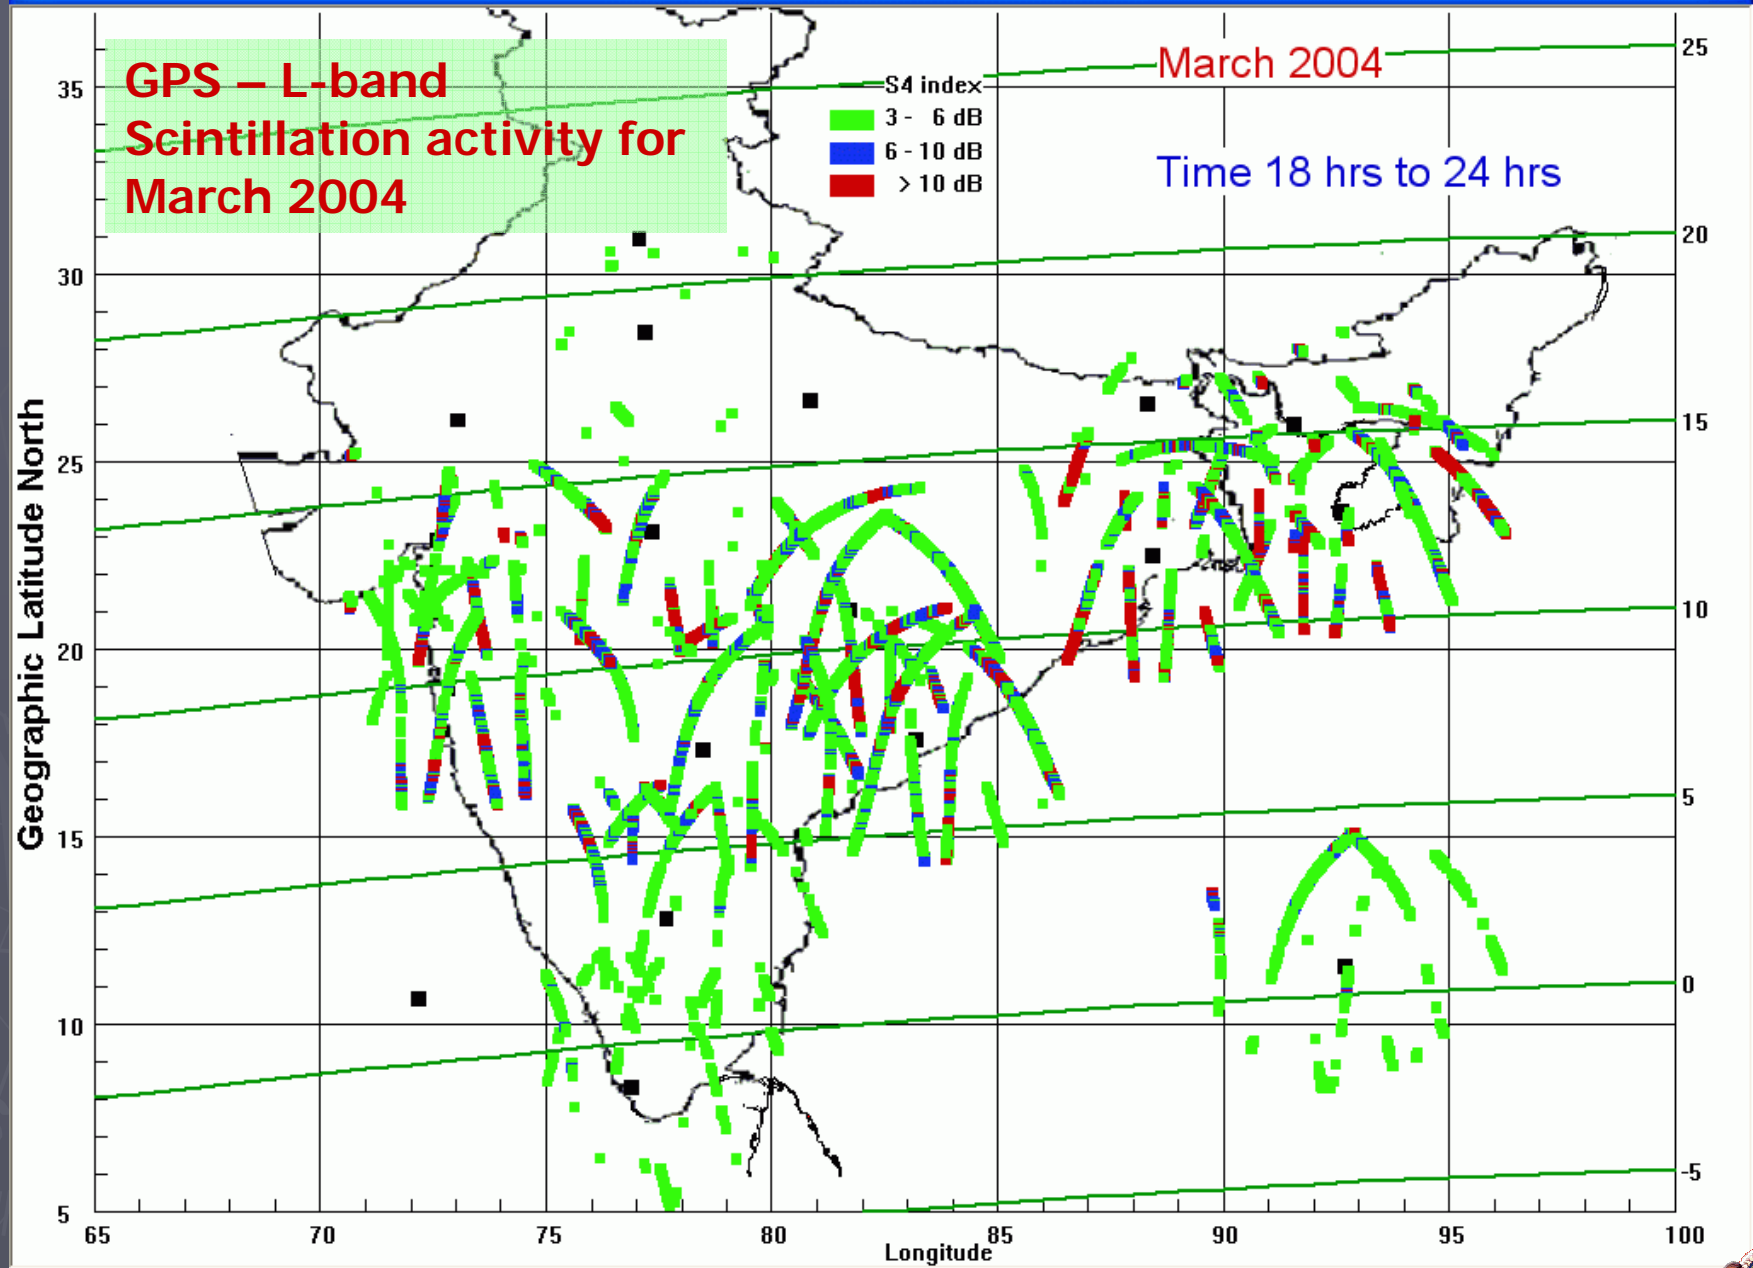 GPS – L-band
Scintillation activity for
March 2004
March 2004
Time 18 hrs to 24 hrs
S4 index
3 - 6 dB
6 - 10 dB
> 10 dB
Geographic Latitude North
35
30
25
20
15
10
5
25
20
15
10
5
0
-5
65
70
75
80
85
90
95
100
Longitude